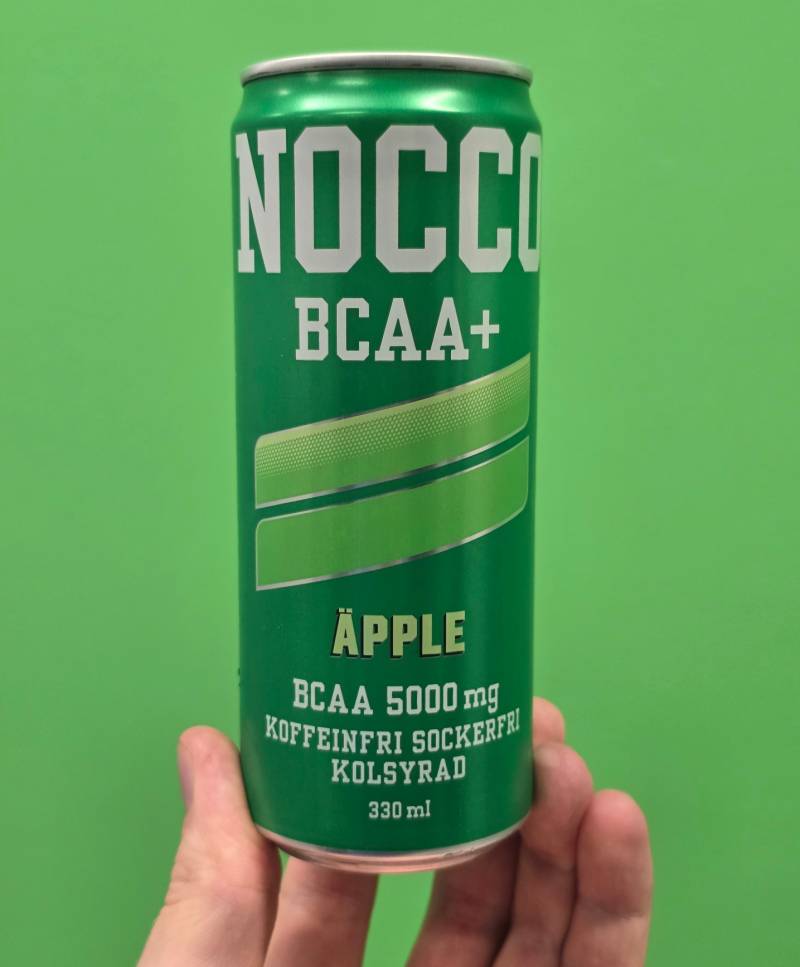 NOCCO
BCAA+
ÄPPLE
BCAA 5000 mg
KOFFEINFRI SOCKERFRI
KOLSYRAD
330 ml